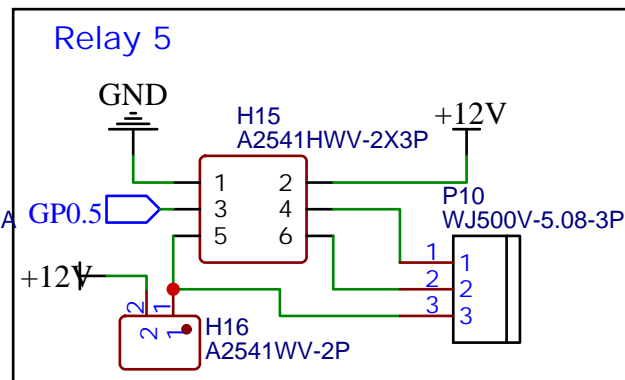 Relay 5
GND
H15
A2541HWV-2X3P
+12V
1 2
3 4
5 6
A
GP0.5
P10
WJ500V-5.08-3P
1 1
2 2
3 3
+12V
2 1
2 1
H16
A2541WV-2P